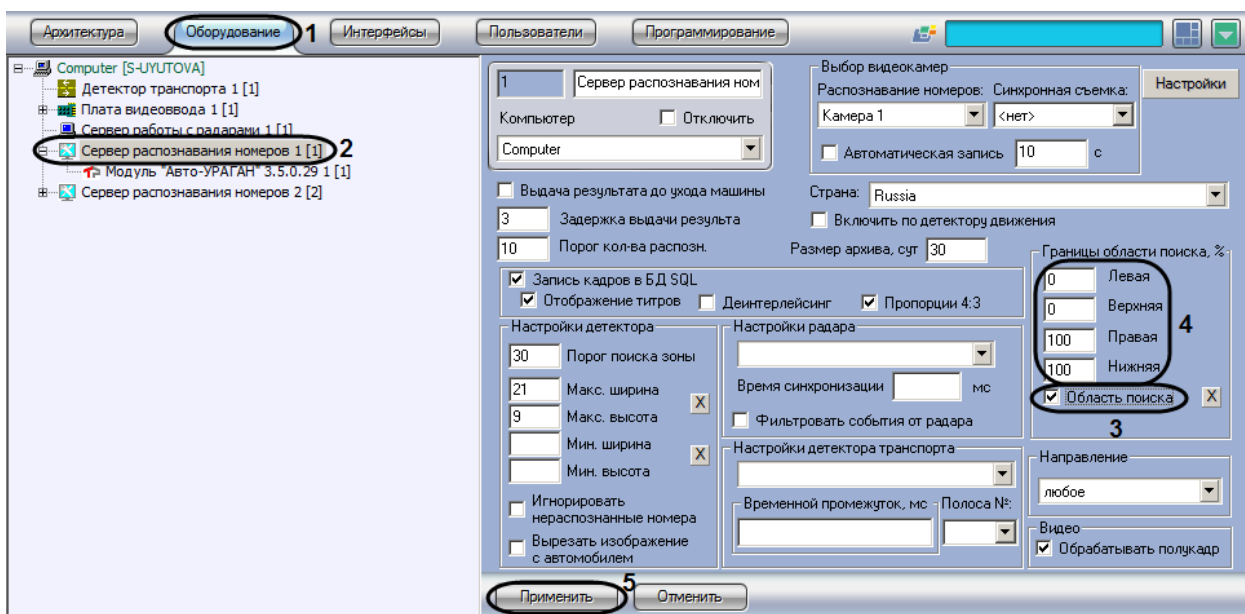 Архитектура Оборудование 1 Интерфейсы Пользователи Программирование
Computer [S-UYUTOVA]
Детектор транспорта 1 [1]
Плата видеоввода 1 [1]
Сервер работы с радарами 1 [1]
Сервер распознавания номеров 1 [1] 2
Модуль "Авто-УРАГАН" 3.5.0.29 1 [1]
Сервер распознавания номеров 2 [2]
1 Сервер распознавания ном
Компьютер Отключить
Computer
Выбор видеокамер
Распознавание номеров: Синхронная съемка:
Камера 1 <нет>
Автоматическая запись 10 с
Настройки
Выдача результата до ухода машины
3 Задержка выдачи результа
10 Порог кол-ва распозн.
Страна: Russia
Включить по детектору движения
Размер архива, сут 30
Запись кадров в БД SQL
Отображение титров Деинтерлейсинг Пропорции 4:3
Границы области поиска, %
0 Левая
0 Верхняя
100 Правая
100 Нижняя
4
Область поиска X
3
Настройки детектора
30 Порог поиска зоны
21 Макс. ширина
9 Макс. высота
X
Мин. ширина
Мин. высота
X
Игнорировать
нераспознанные номера
Вырезать изображение
с автомобилем
Настройки радара
Время синхронизации мс
Фильтровать события от радара
Настройки детектора транспорта
Временной промежуток, мс Полоса №:
Направление
любое
Видео
Обрабатывать полукадр
Применить 5 Отменить